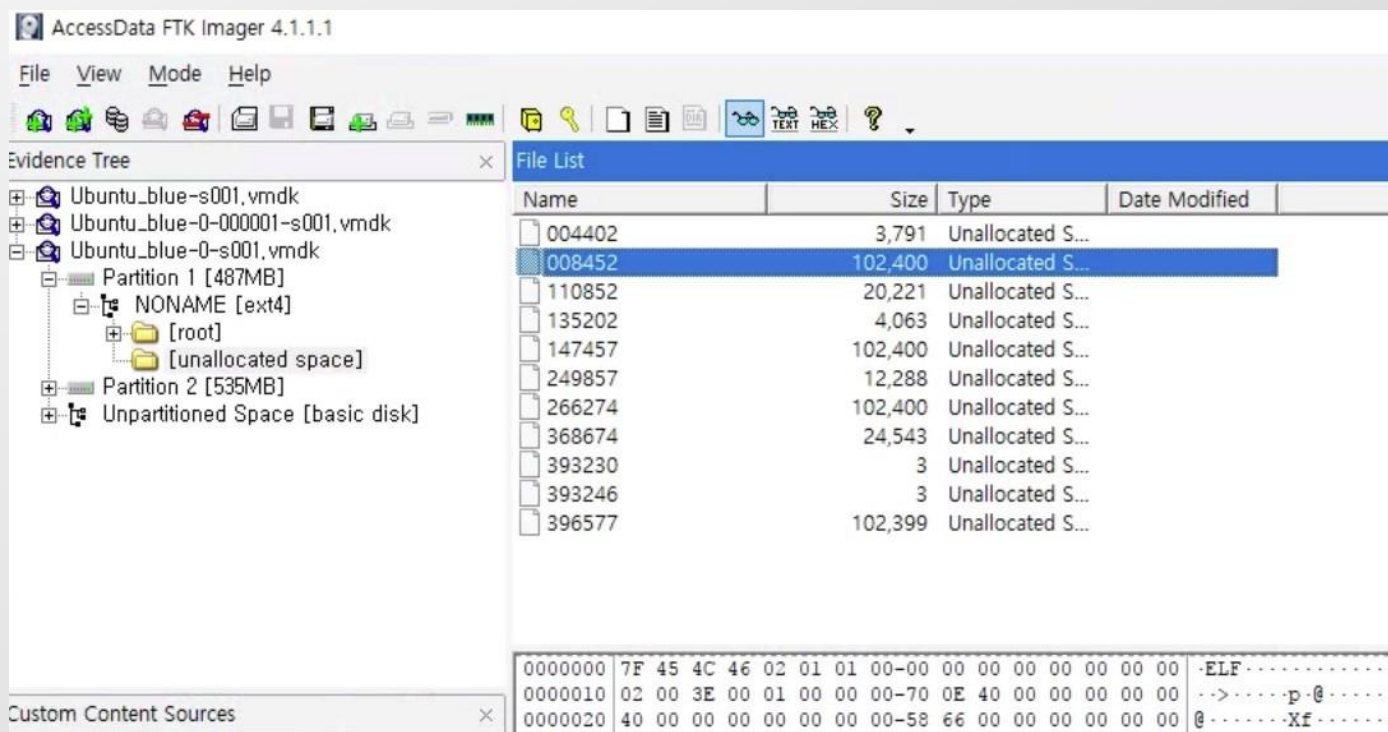 AccessData FTK Imager 4.1.1.1
File View Mode Help
TEXT HEX
Evidence Tree
Ubuntu_blue-s001.vmdk
Ubuntu_blue-0-000001-s001.vmdk
Ubuntu_blue-0-s001.vmdk
Partition 1 [487MB]
NONAME [ext4]
[root]
[unallocated space]
Partition 2 [535MB]
Unpartitioned Space [basic disk]
Custom Content Sources
File List
Name Size Type Date Modified
004402 3,791 Unallocated S...
008452 102,400 Unallocated S...
110852 20,221 Unallocated S...
135202 4,063 Unallocated S...
147457 102,400 Unallocated S...
249857 12,288 Unallocated S...
266274 102,400 Unallocated S...
368674 24,543 Unallocated S...
393230 3 Unallocated S...
393246 3 Unallocated S...
396577 102,399 Unallocated S...
0000000 7F 45 4C 46 02 01 01 00-00 00 00 00 00 00 00 00 ·ELF············
0000010 02 00 3E 00 01 00 00 00-70 0E 40 00 00 00 00 00 ··>·····p·@·····
0000020 40 00 00 00 00 00 00 00-58 66 00 00 00 00 00 00 @·······Xf······